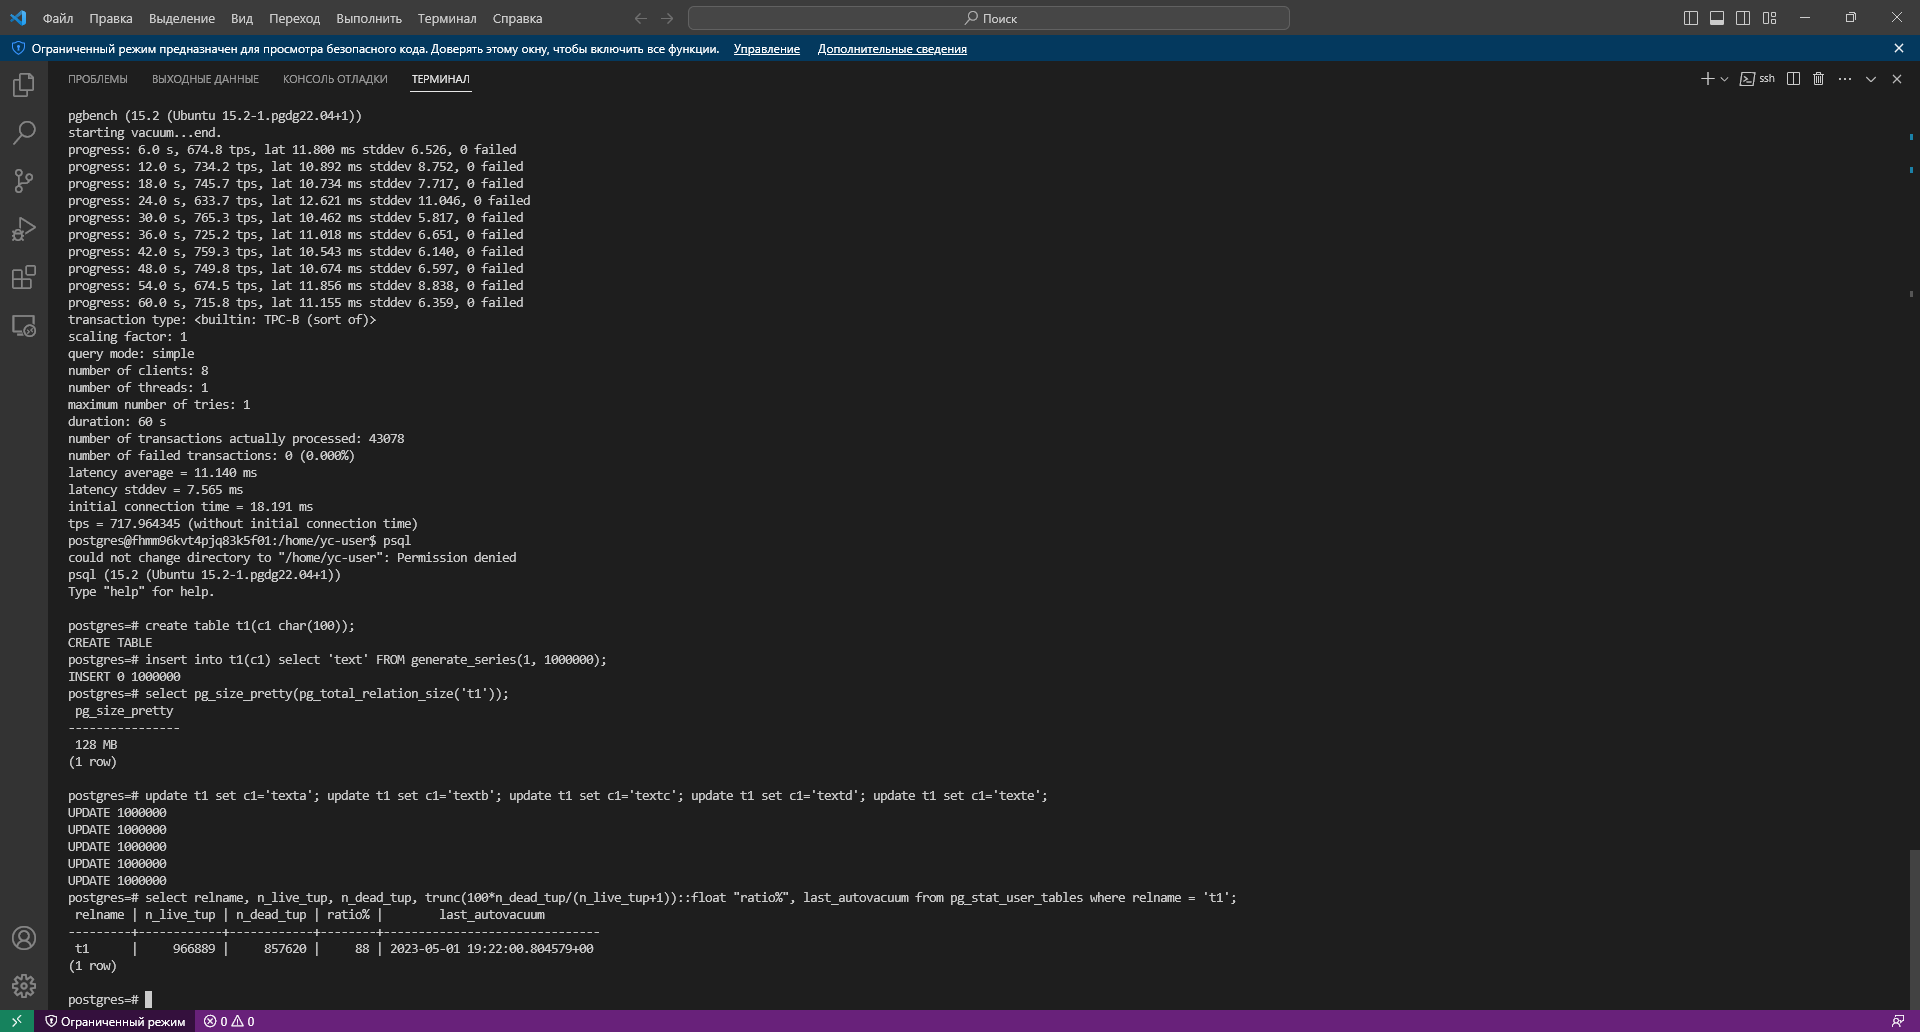 Файл Правка Выделение Вид Переход Выполнить Терминал Справка Поиск
Ограниченный режим предназначен для просмотра безопасного кода. Доверять этому окну, чтобы включить все функции. Управление Дополнительные сведения
ПРОБЛЕМЫ ВЫХОДНЫЕ ДАННЫЕ КОНСОЛЬ ОТЛАДКИ ТЕРМИНАЛ ssh
pgbench (15.2 (Ubuntu 15.2-1.pgdg22.04+1))
starting vacuum...end.
progress: 6.0 s, 674.8 tps, lat 11.800 ms stddev 6.526, 0 failed
progress: 12.0 s, 734.2 tps, lat 10.892 ms stddev 8.752, 0 failed
progress: 18.0 s, 745.7 tps, lat 10.734 ms stddev 7.717, 0 failed
progress: 24.0 s, 633.7 tps, lat 12.621 ms stddev 11.046, 0 failed
progress: 30.0 s, 765.3 tps, lat 10.462 ms stddev 5.817, 0 failed
progress: 36.0 s, 725.2 tps, lat 11.018 ms stddev 6.651, 0 failed
progress: 42.0 s, 759.3 tps, lat 10.543 ms stddev 6.140, 0 failed
progress: 48.0 s, 749.8 tps, lat 10.674 ms stddev 6.597, 0 failed
progress: 54.0 s, 674.5 tps, lat 11.856 ms stddev 8.838, 0 failed
progress: 60.0 s, 715.8 tps, lat 11.155 ms stddev 6.359, 0 failed
transaction type: <builtin: TPC-B (sort of)>
scaling factor: 1
query mode: simple
number of clients: 8
number of threads: 1
maximum number of tries: 1
duration: 60 s
number of transactions actually processed: 43078
number of failed transactions: 0 (0.000%)
latency average = 11.140 ms
latency stddev = 7.565 ms
initial connection time = 18.191 ms
tps = 717.964345 (without initial connection time)
postgres@fhmm96kvt4pjq83k5f01:/home/yc-user$ psql
could not change directory to "/home/yc-user": Permission denied
psql (15.2 (Ubuntu 15.2-1.pgdg22.04+1))
Type "help" for help.
postgres=# create table t1(c1 char(100));
CREATE TABLE
postgres=# insert into t1(c1) select 'text' FROM generate_series(1, 1000000);
INSERT 0 1000000
postgres=# select pg_size_pretty(pg_total_relation_size('t1'));
pg_size_pretty
----------------
128 MB
(1 row)
postgres=# update t1 set c1='texta'; update t1 set c1='textb'; update t1 set c1='textc'; update t1 set c1='textd'; update t1 set c1='texte';
UPDATE 1000000
UPDATE 1000000
UPDATE 1000000
UPDATE 1000000
UPDATE 1000000
postgres=# select relname, n_live_tup, n_dead_tup, trunc(100*n_dead_tup/(n_live_tup+1))::float "ratio%", last_autovacuum from pg_stat_user_tables where relname = 't1';
relname | n_live_tup | n_dead_tup | ratio% | last_autovacuum
---------+------------+------------+--------+-------------------------------
t1 | 966889 | 857620 | 88 | 2023-05-01 19:22:00.804579+00
(1 row)
postgres=#
Ограниченный режим 0 0